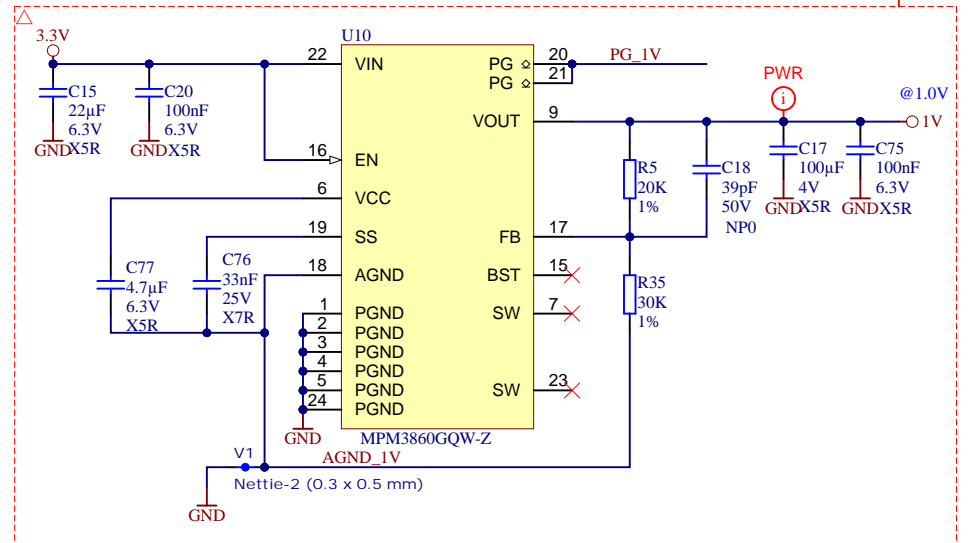 3.3V
C15
22µF
6.3V
X5R
GND
C20
100nF
6.3V
X5R
GND
U10
22 VIN
16 EN
6 VCC
19 SS
18 AGND
1 PGND
2 PGND
3 PGND
4 PGND
5 PGND
24 PGND
PG 20
PG 21
VOUT 9
FB 17
BST 15
SW 7
SW 23
MPM3860GQW-Z
PG_1V
PWR
i
@1.0V
1V
R5
20K
1%
C18
39pF
50V
NP0
C17
100µF
4V
X5R
GND
C75
100nF
6.3V
X5R
GND
R35
30K
1%
C77
4.7µF
6.3V
X5R
C76
33nF
25V
X7R
GND
AGND_1V
V1
Nettie-2 (0.3 x 0.5 mm)
GND